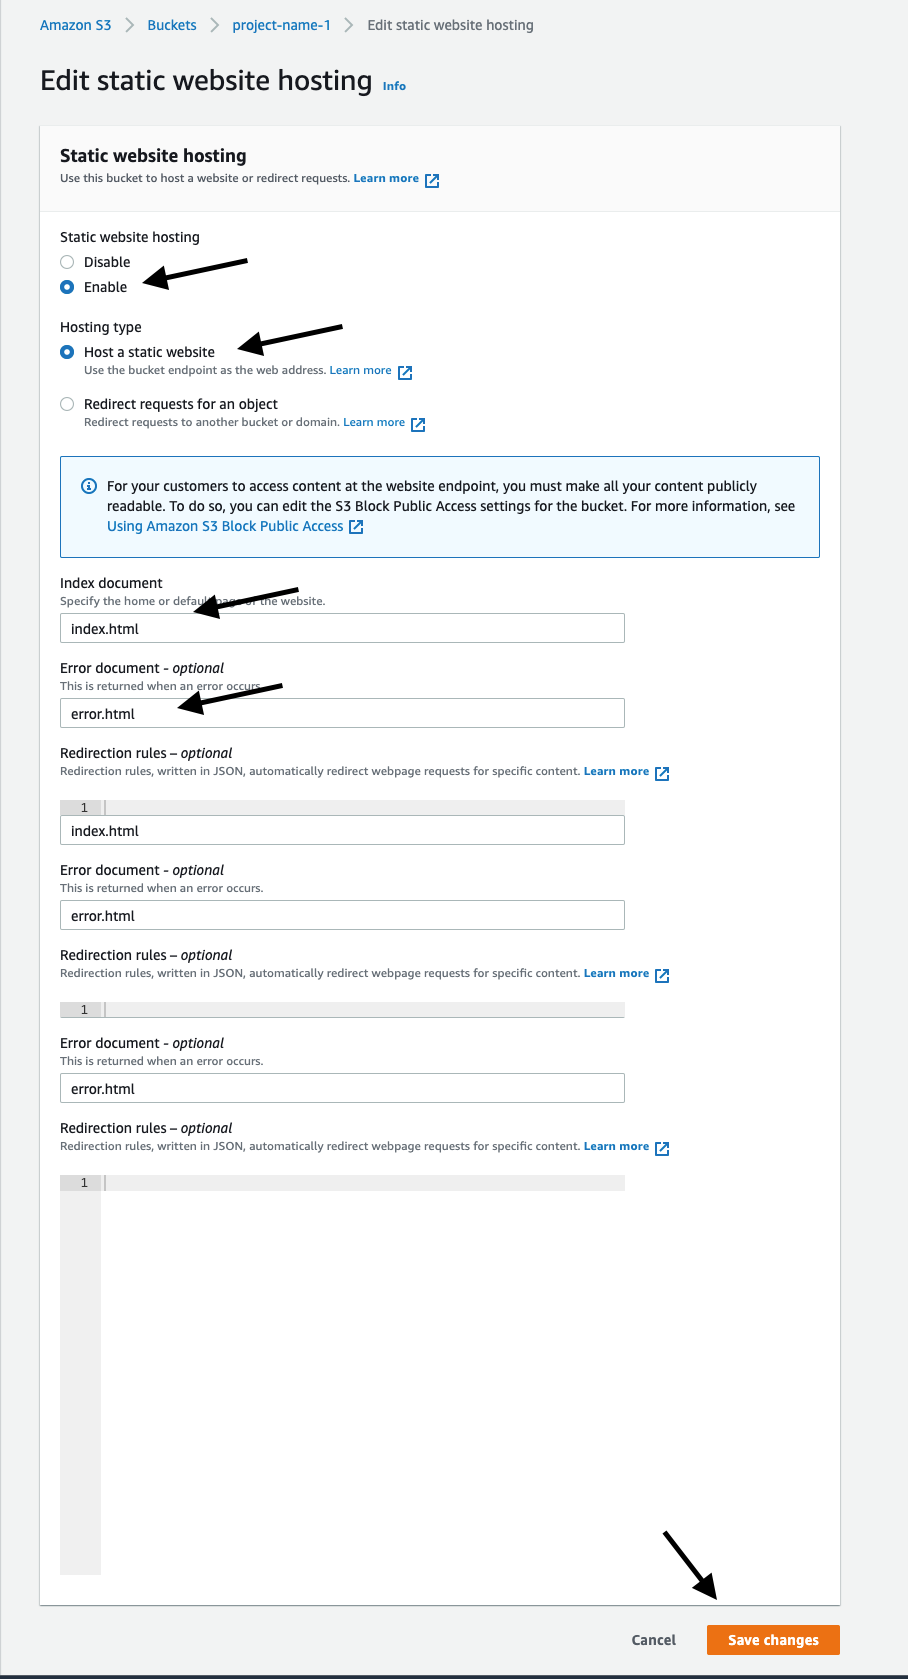 Amazon S3 > Buckets > project-name-1 > Edit static website hosting
Edit static website hosting Info
Static website hosting
Use this bucket to host a website or redirect requests. Learn more
Static website hosting
Disable
Enable
Hosting type
Host a static website
Use the bucket endpoint as the web address. Learn more
Redirect requests for an object
Redirect requests to another bucket or domain. Learn more
For your customers to access content at the website endpoint, you must make all your content publicly
readable. To do so, you can edit the S3 Block Public Access settings for the bucket. For more information, see
Using Amazon S3 Block Public Access
Index document
Specify the home or default page of the website.
index.html
Error document - optional
This is returned when an error occurs.
error.html
Redirection rules – optional
Redirection rules, written in JSON, automatically redirect webpage requests for specific content. Learn more
1
index.html
Error document - optional
This is returned when an error occurs.
error.html
Redirection rules – optional
Redirection rules, written in JSON, automatically redirect webpage requests for specific content. Learn more
1
Error document - optional
This is returned when an error occurs.
error.html
Redirection rules – optional
Redirection rules, written in JSON, automatically redirect webpage requests for specific content. Learn more
1
Cancel Save changes